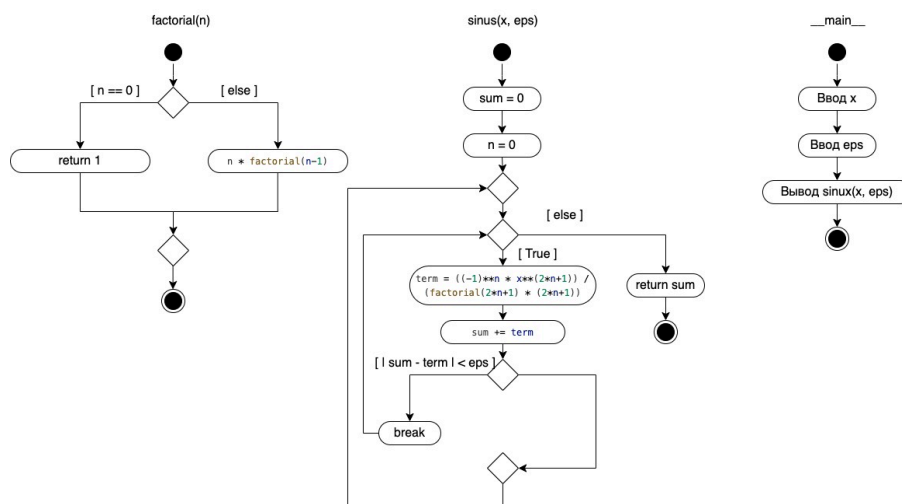 factorial(n)
[ n == 0 ]
[ else ]
return 1
n * factorial(n-1)
sinus(x, eps)
sum = 0
n = 0
[ else ]
[ True ]
term = ((-1)**n * x**(2*n+1)) /
(factorial(2*n+1) * (2*n+1))
return sum
sum += term
[ | sum - term | < eps ]
break
__main__
Ввод x
Ввод eps
Вывод sinux(x, eps)